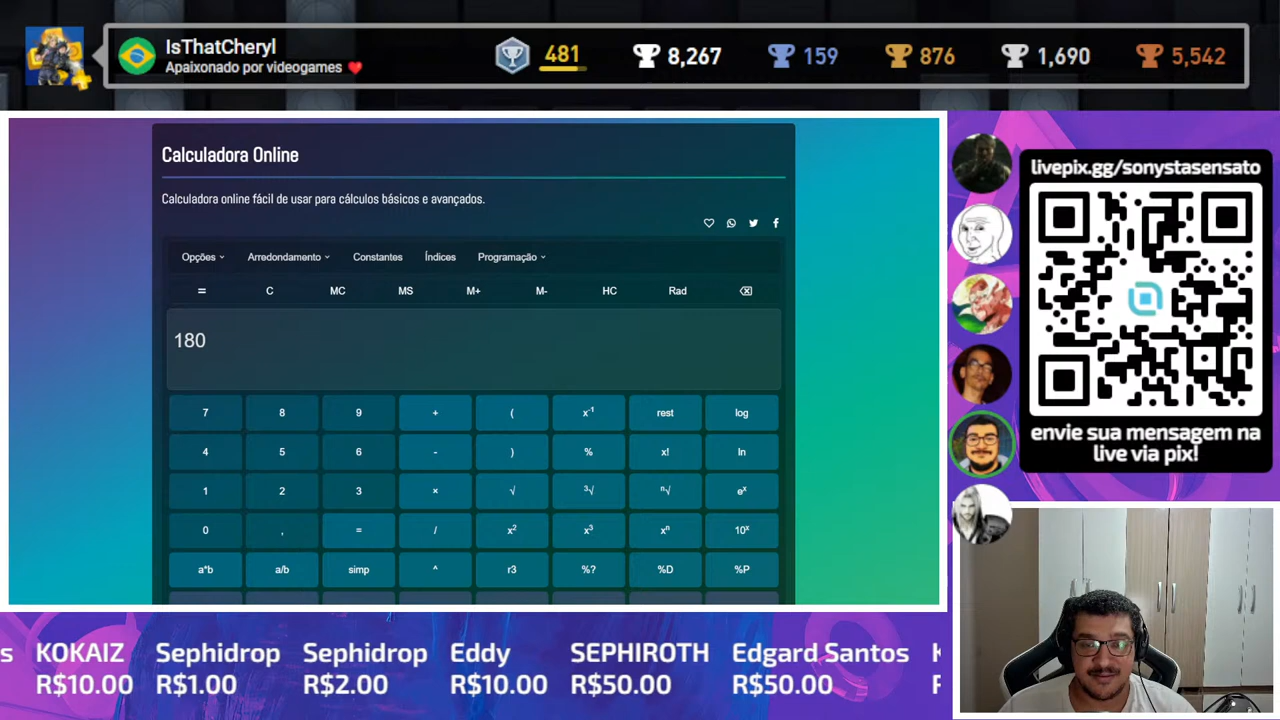 IsThatCheryl
Apaixonado por videogames ❤
481
8,267
159
876
1,690
5,542
Calculadora Online
Calculadora online fácil de usar para cálculos básicos e avançados.
Opções Arredondamento Constantes Índices Programação
= C MC MS M+ M- HC Rad
180
7 8 9 + ( x⁻¹ rest log
4 5 6 - ) % x! ln
1 2 3 × √ ³√ ⁿ√ eˣ
0 , = / x² x³ xⁿ 10ˣ
a*b a/b simp ^ r3 %? %D %P
livepix.gg/sonystasensato
envie sua mensagem na
live via pix!
s KOKAIZ Sephidrop Sephidrop Eddy SEPHIROTH Edgard Santos
R$10.00 R$1.00 R$2.00 R$10.00 R$50.00 R$50.00